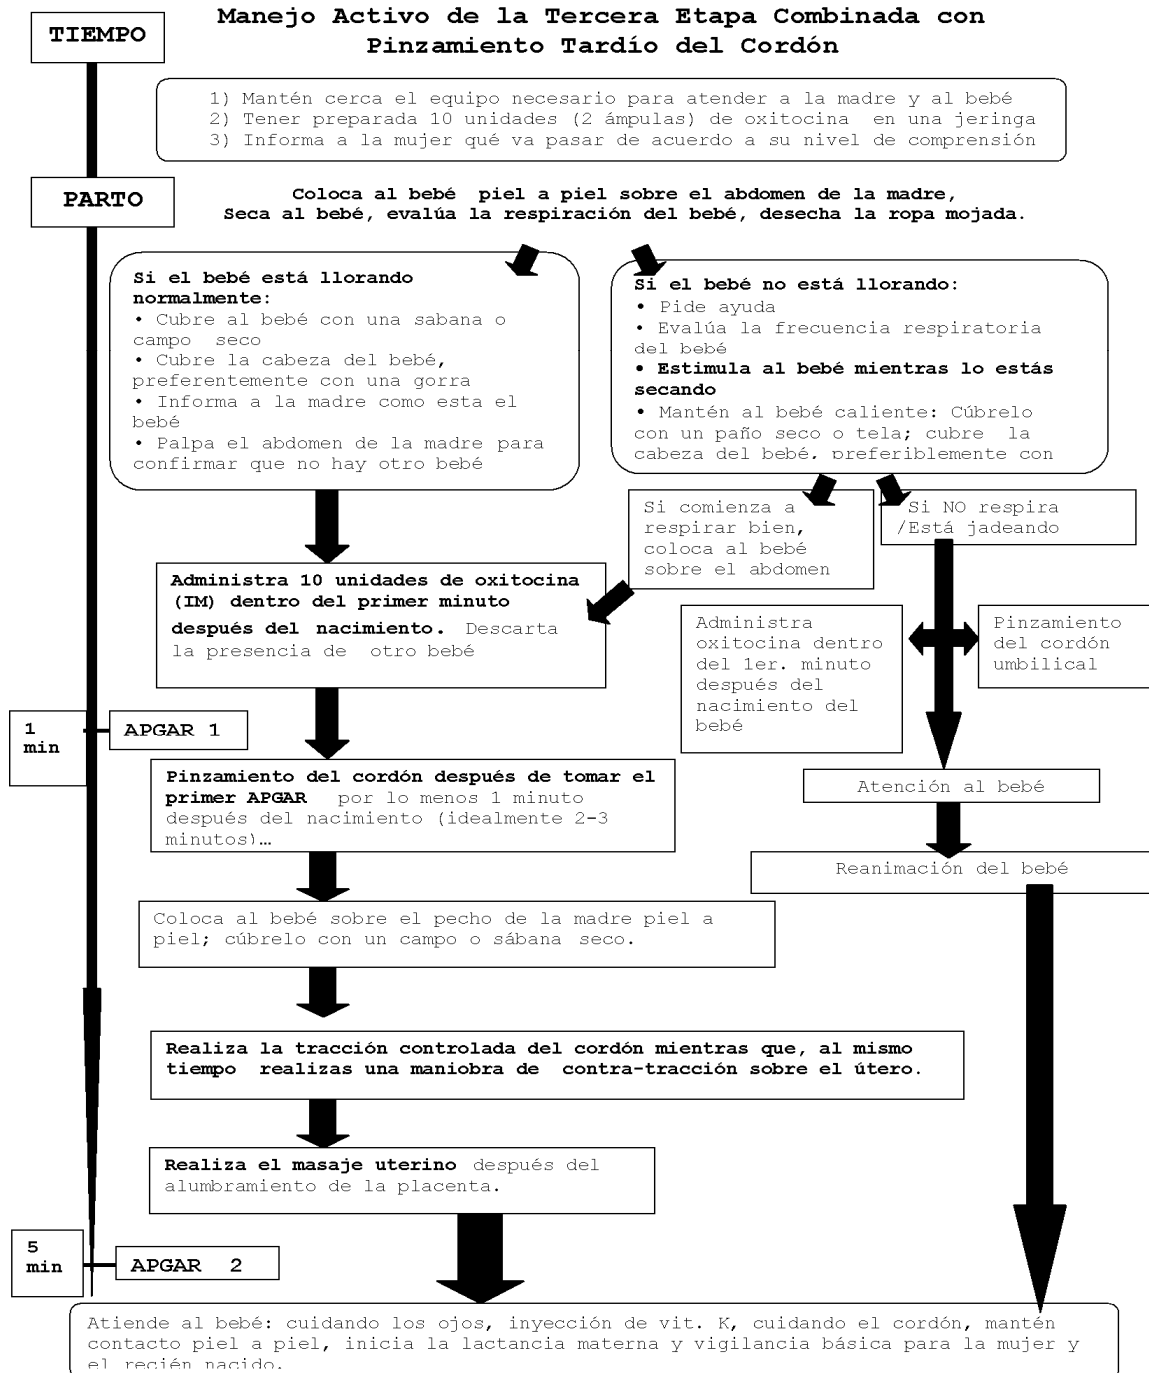 Manejo Activo de la Tercera Etapa Combinada con
Pinzamiento Tardío del Cordón
TIEMPO
1) Mantén cerca el equipo necesario para atender a la madre y al bebé
2) Tener preparada 10 unidades (2 ámpulas) de oxitocina en una jeringa
3) Informa a la mujer qué va pasar de acuerdo a su nivel de comprensión
PARTO
Coloca al bebé piel a piel sobre el abdomen de la madre,
Seca al bebé, evalúa la respiración del bebé, desecha la ropa mojada.
Si el bebé está llorando
normalmente:
• Cubre al bebé con una sabana o
campo seco
• Cubre la cabeza del bebé,
preferentemente con una gorra
• Informa a la madre como esta el
bebé
• Palpa el abdomen de la madre para
confirmar que no hay otro bebé
Si el bebé no está llorando:
• Pide ayuda
• Evalúa la frecuencia respiratoria
del bebé
• Estimula al bebé mientras lo estás
secando
• Mantén al bebé caliente: Cúbrelo
con un paño seco o tela; cubre la
cabeza del bebé, preferiblemente con
Si comienza a
respirar bien,
coloca al bebé
sobre el abdomen
Si NO respira
/Está jadeando
Administra 10 unidades de oxitocina
(IM) dentro del primer minuto
después del nacimiento. Descarta
la presencia de otro bebé
Administra
oxitocina dentro
del 1er. minuto
después del
nacimiento del
bebé
Pinzamiento
del cordón
umbilical
1
min
APGAR 1
Pinzamiento del cordón después de tomar el
primer APGAR por lo menos 1 minuto
después del nacimiento (idealmente 2-3
minutos)…
Atención al bebé
Reanimación del bebé
Coloca al bebé sobre el pecho de la madre piel a
piel; cúbrelo con un campo o sábana seco.
Realiza la tracción controlada del cordón mientras que, al mismo
tiempo realizas una maniobra de contra-tracción sobre el útero.
Realiza el masaje uterino después del
alumbramiento de la placenta.
5
min
APGAR 2
Atiende al bebé: cuidando los ojos, inyección de vit. K, cuidando el cordón, mantén
contacto piel a piel, inicia la lactancia materna y vigilancia básica para la mujer y
el recién nacido.